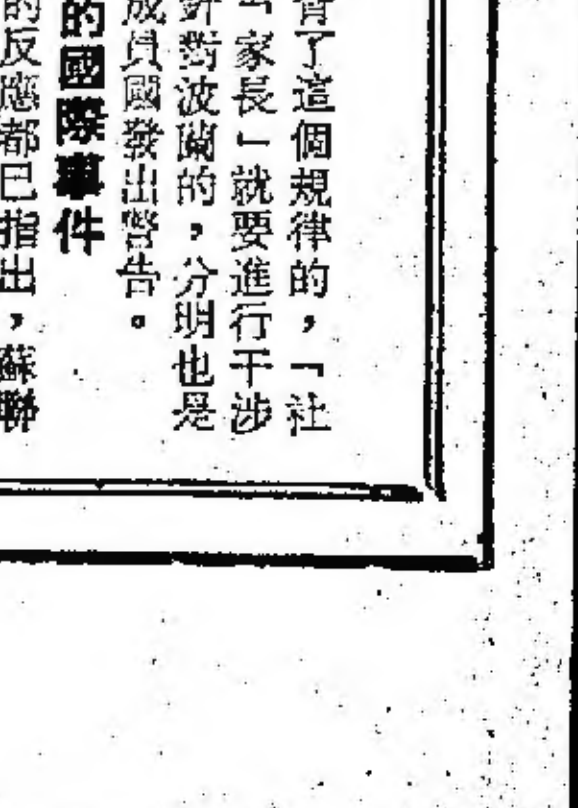 了這個規律的，「社
「家長」就要進行干涉
針對波蘭的，分明也是
成員國發出警告。
的國際事件
的反應都已指出，蘇聯